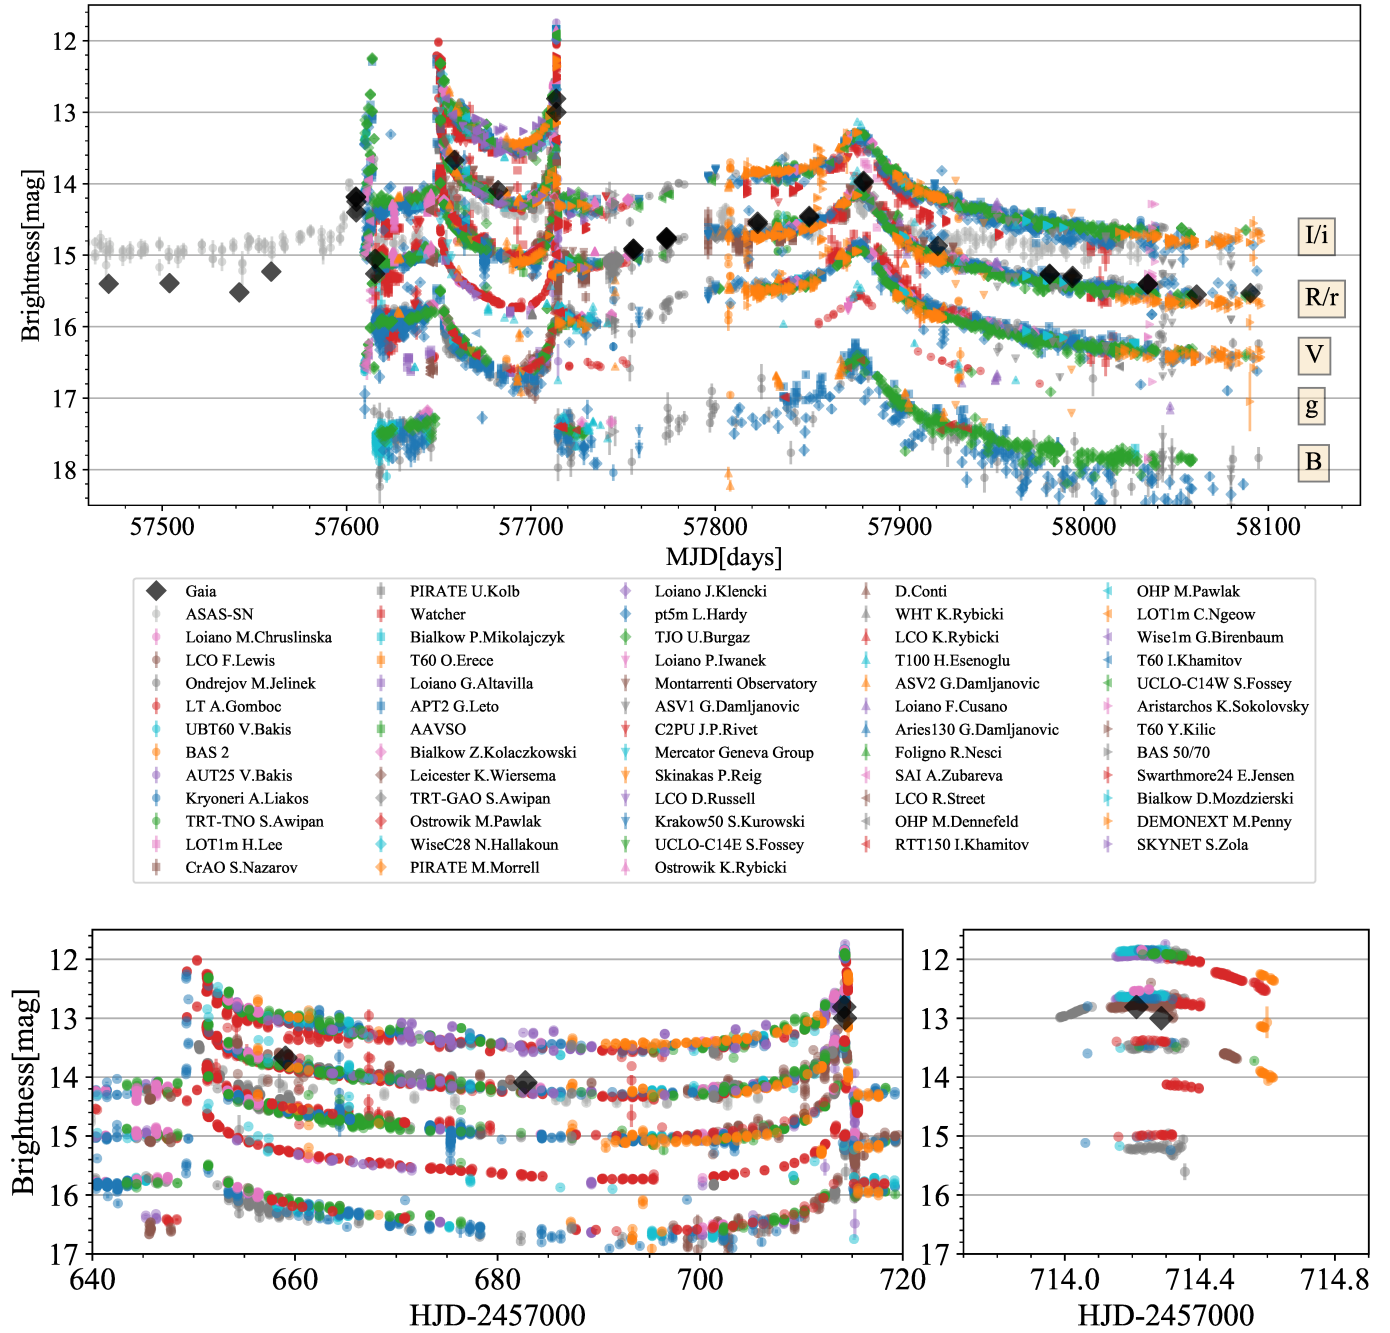 12
13
14
15
16
17
18
Brightness[mag]
I/i
R/r
V
g
B
57500 57600 57700 57800 57900 58000 58100
MJD[days]
Gaia
ASAS-SN
Loiano M.Chruslinska
LCO F.Lewis
Ondrejov M.Jelinek
LT A.Gomboc
UBT60 V.Bakis
BAS 2
AUT25 V.Bakis
Kryoneri A.Liakos
TRT-TNO S.Awipan
LOT1m H.Lee
CrAO S.Nazarov
PIRATE U.Kolb
Watcher
Bialkow P.Mikolajczyk
T60 O.Erece
Loiano G.Altavilla
APT2 G.Leto
AAVSO
Bialkow Z.Kolaczkowski
Leicester K.Wiersema
TRT-GAO S.Awipan
Ostrowik M.Pawlak
WiseC28 N.Hallakoun
PIRATE M.Morrell
Loiano J.Klencki
pt5m L.Hardy
TJO U.Burgaz
Loiano P.Iwanek
Montarrenti Observatory
ASV1 G.Damljanovic
C2PU J.P.Rivet
Mercator Geneva Group
Skinakas P.Reig
LCO D.Russell
Krakow50 S.Kurowski
UCLO-C14E S.Fossey
Ostrowik K.Rybicki
D.Conti
WHT K.Rybicki
LCO K.Rybicki
T100 H.Esenoglu
ASV2 G.Damljanovic
Loiano F.Cusano
Aries130 G.Damljanovic
Foligno R.Nesci
SAI A.Zubareva
LCO R.Street
OHP M.Dennefeld
RTT150 I.Khamitov
OHP M.Pawlak
LOT1m C.Ngeow
Wise1m G.Birenbaum
T60 I.Khamitov
UCLO-C14W S.Fossey
Aristarchos K.Sokolovsky
T60 Y.Kilic
BAS 50/70
Swarthmore24 E.Jensen
Bialkow D.Mozdzierski
DEMONEXT M.Penny
SKYNET S.Zola
12
13
14
15
16
17
Brightness[mag]
640 660 680 700 720
HJD-2457000
12
13
14
15
16
17
714.0 714.4 714.8
HJD-2457000